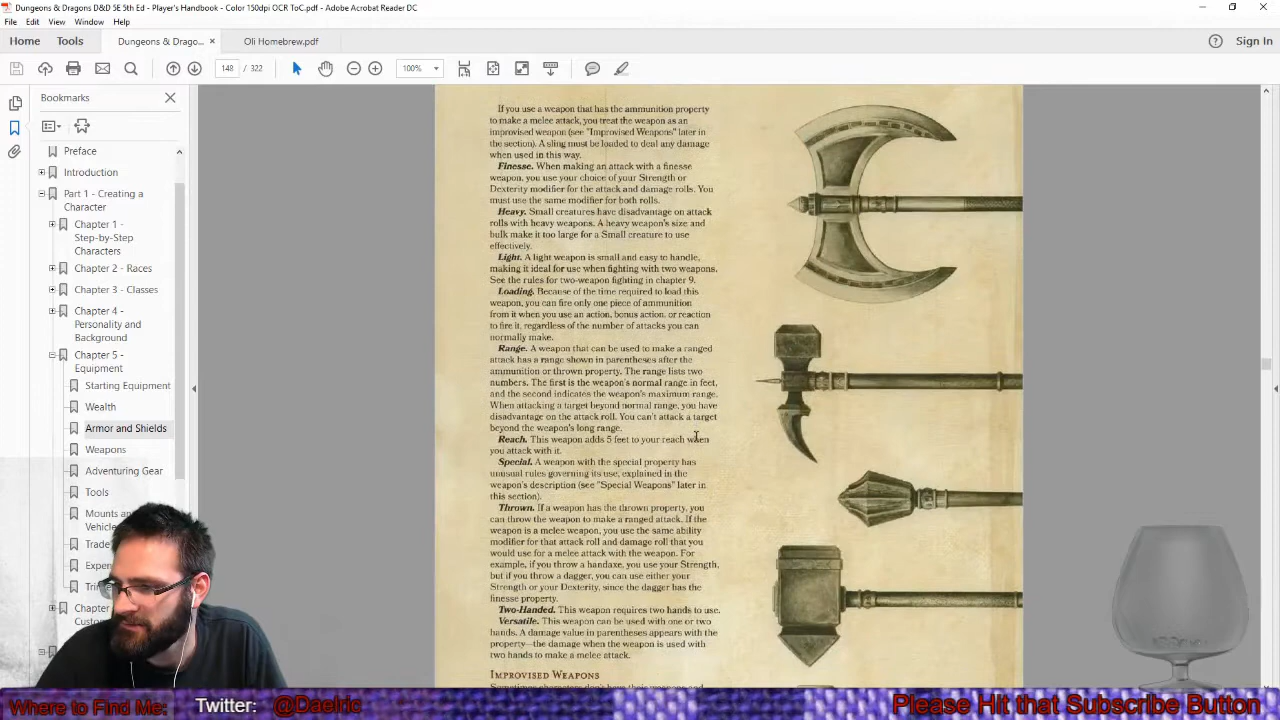 Dungeons & Dragons D&D SE 5th Ed - Player's Handbook - Color 150dpi OCR ToC.pdf - Adobe Acrobat Reader DC
File Edit View Window Help
Home Tools Dungeons & Drago... Oli Homebrew.pdf Sign In
148 / 322 100%
Bookmarks
Preface
Introduction
Part 1 - Creating a
Character
Chapter 1 -
Step-by-Step
Characters
Chapter 2 - Races
Chapter 3 - Classes
Chapter 4 -
Personality and
Background
Chapter 5 -
Equipment
Starting Equipment
Wealth
Armor and Shields
Weapons
Adventuring Gear
Tools
Mounts and
Vehicles
Trade
Expen
Tri
Chapter
Custo
If you use a weapon that has the ammunition property
to make a melee attack, you treat the weapon as an
improvised weapon (see "Improvised Weapons" later in
the section). A sling must be loaded to deal any damage
when used in this way.
Finesse. When making an attack with a finesse
weapon, you use your choice of your Strength or
Dexterity modifier for the attack and damage rolls. You
must use the same modifier for both rolls.
Heavy. Small creatures have disadvantage on attack
rolls with heavy weapons. A heavy weapon's size and
bulk make it too large for a Small creature to use
effectively.
Light. A light weapon is small and easy to handle,
making it ideal for use when fighting with two weapons.
See the rules for two-weapon fighting in chapter 9.
Loading. Because of the time required to load this
weapon, you can fire only one piece of ammunition
from it when you use an action, bonus action, or reaction
to fire it, regardless of the number of attacks you can
normally make.
Range. A weapon that can be used to make a ranged
attack has a range shown in parentheses after the
ammunition or thrown property. The range lists two
numbers. The first is the weapon's normal range in feet,
and the second indicates the weapon's maximum range.
When attacking a target beyond normal range, you have
disadvantage on the attack roll. You can't attack a target
beyond the weapon's long range.
Reach. This weapon adds 5 feet to your reach when
you attack with it.
Special. A weapon with the special property has
unusual rules governing its use, explained in the
weapon's description (see "Special Weapons" later in
this section).
Thrown. If a weapon has the thrown property, you
can throw the weapon to make a ranged attack. If the
weapon is a melee weapon, you use the same ability
modifier for that attack roll and damage roll that you
would use for a melee attack with the weapon. For
example, if you throw a handaxe, you use your Strength,
but if you throw a dagger, you can use either your
Strength or your Dexterity, since the dagger has the
finesse property.
Two-Handed. This weapon requires two hands to use.
Versatile. This weapon can be used with one or two
hands. A damage value in parentheses appears with the
property—the damage when the weapon is used with
two hands to make a melee attack.
IMPROVISED WEAPONS
Where to Find Me: Twitter: @Daelric Please Hit that Subscribe Button